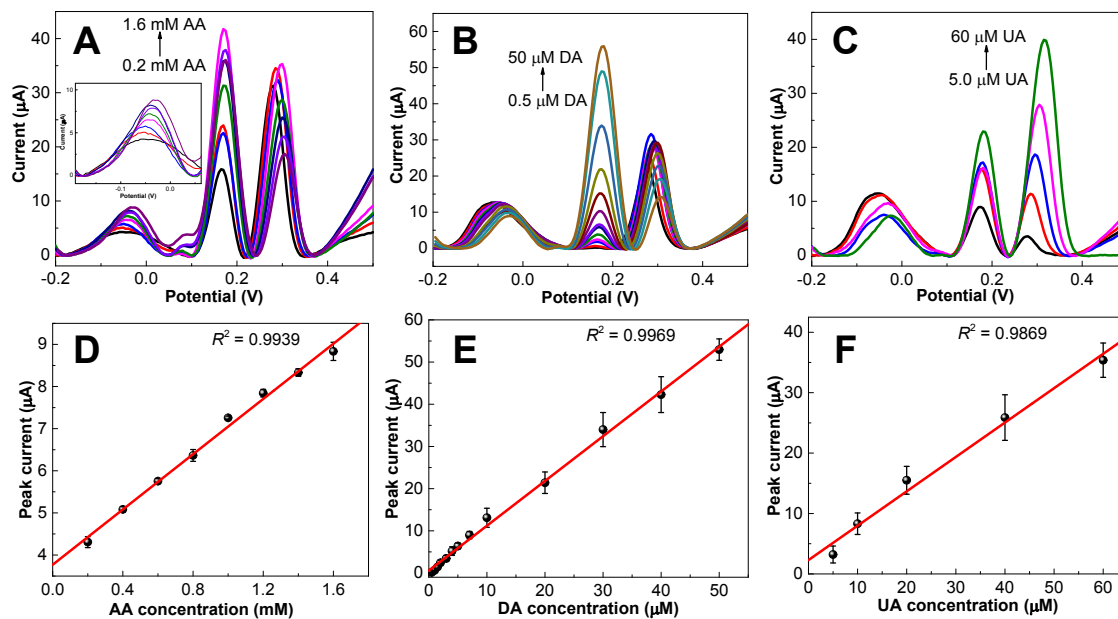 A
1.6 mM AA
0.2 mM AA
40
30
20
10
0
Current (μA)
-0.2
0.0
0.2
0.4
Potential (V)
10
5
0
Current (μA)
-0.1
0.0
Potential (V)
B
50 μM DA
0.5 μM DA
60
50
40
30
20
10
0
Current (μA)
-0.2
0.0
0.2
0.4
Potential (V)
C
60 μM UA
5.0 μM UA
40
30
20
10
0
Current (μA)
-0.2
0.0
0.2
0.4
Potential (V)
D
R² = 0.9939
9
8
7
6
5
4
Peak current (μA)
0.0
0.4
0.8
1.2
1.6
AA concentration (mM)
E
R² = 0.9969
60
50
40
30
20
10
0
Peak current (μA)
0
10
20
30
40
50
DA concentration (μM)
F
R² = 0.9869
40
30
20
10
0
Peak current (μA)
0
10
20
30
40
50
60
UA concentration (μM)